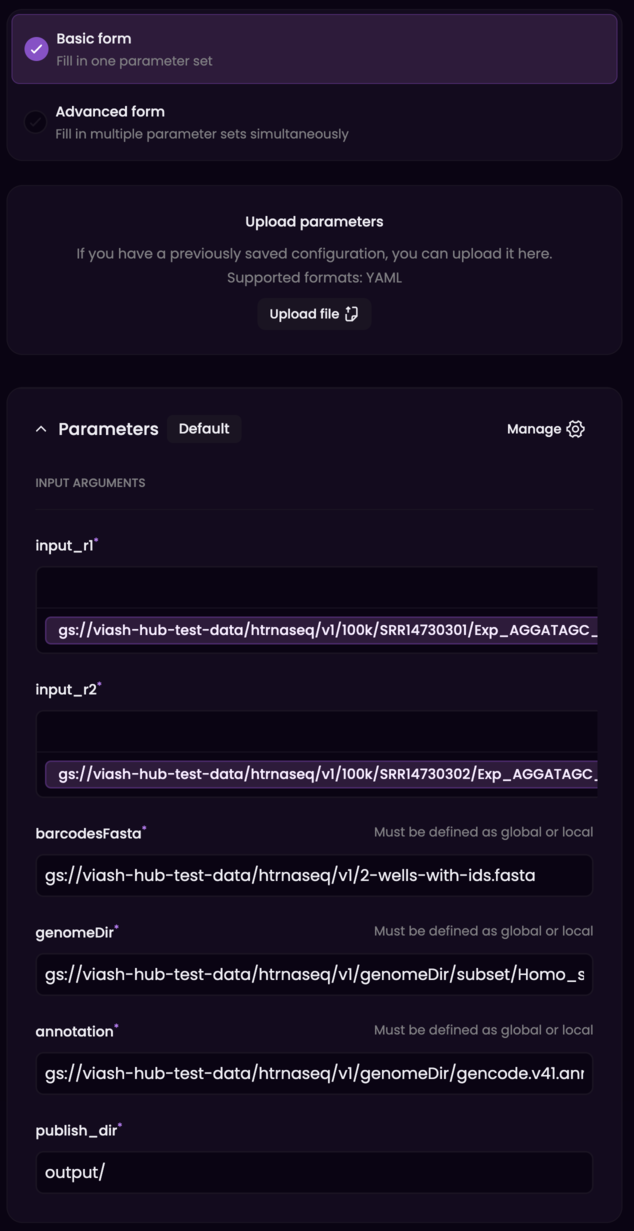 Basic form
Fill in one parameter set
Advanced form
Fill in multiple parameter sets simultaneously
Upload parameters
If you have a previously saved configuration, you can upload it here.
Supported formats: YAML
Upload file
Parameters Default Manage
INPUT ARGUMENTS
input_r1*
gs://viash-hub-test-data/htrnaseq/v1/100k/SRR14730301/Exp_AGGATAGC_
input_r2*
gs://viash-hub-test-data/htrnaseq/v1/100k/SRR14730302/Exp_AGGATAGC_
barcodesFasta* Must be defined as global or local
gs://viash-hub-test-data/htrnaseq/v1/2-wells-with-ids.fasta
genomeDir* Must be defined as global or local
gs://viash-hub-test-data/htrnaseq/v1/genomeDir/subset/Homo_s
annotation* Must be defined as global or local
gs://viash-hub-test-data/htrnaseq/v1/genomeDir/gencode.v41.ann
publish_dir*
output/